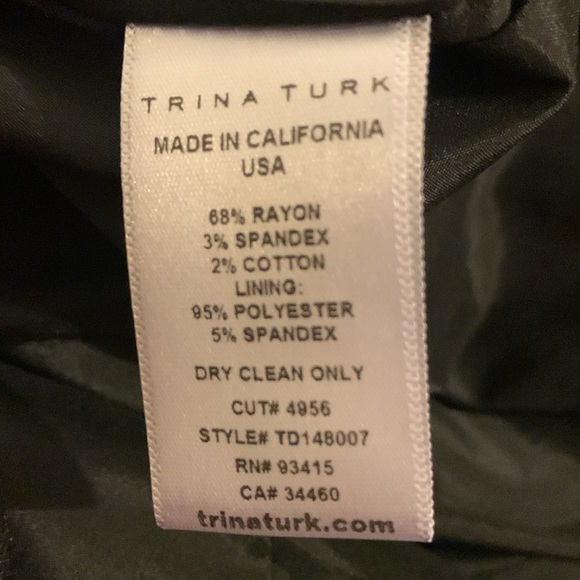 TRINA TURK
MADE IN CALIFORNIA
USA
68% RAYON
3% SPANDEX
2% COTTON
LINING:
95% POLYESTER
5% SPANDEX
DRY CLEAN ONLY
CUT# 4956
STYLE# TD148007
RN# 93415
CA# 34460
trinaturk.com